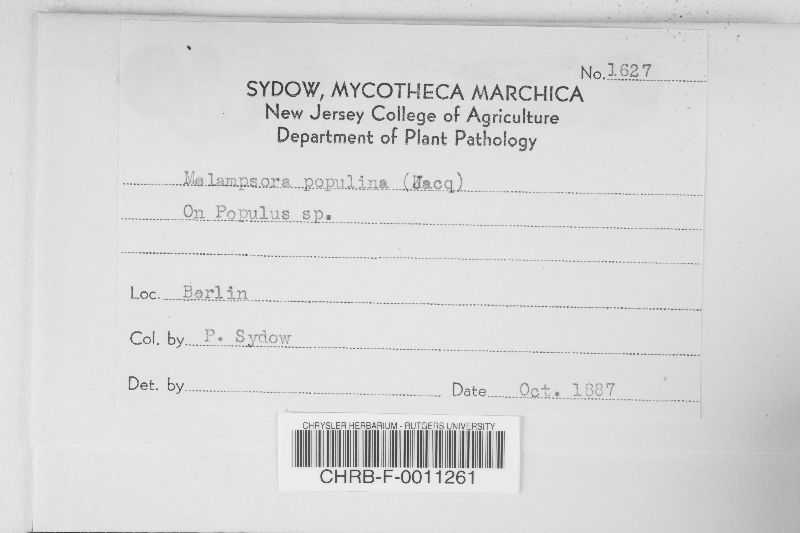 No. 1627
SYDOW, MYCOTHECA MARCHICA
New Jersey College of Agriculture
Department of Plant Pathology
Melampsora populina (Jacq)
On Populus sp.
Loc. Berlin
Col. by P. Sydow
Det. by
Date Oct. 1887
CHRYSLER HERBARIUM - RUTGERS UNIVERSITY
CHRB-F-0011261